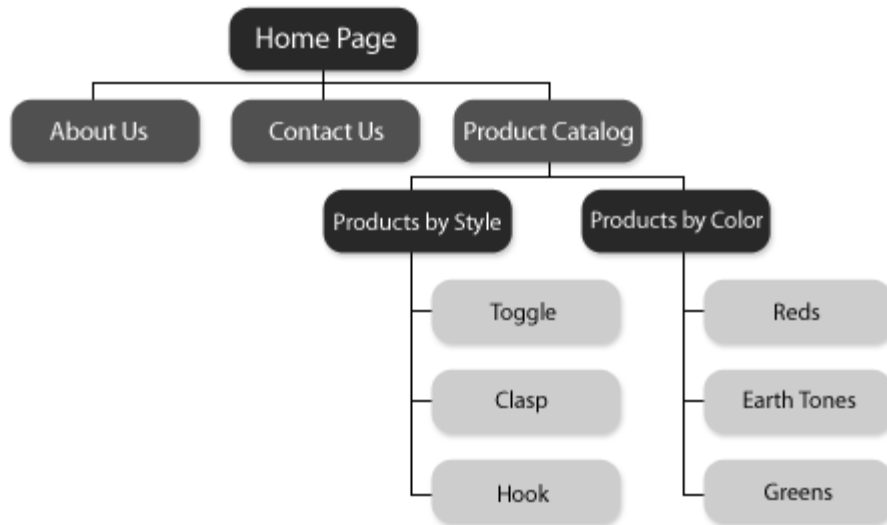 Home Page
About Us
Contact Us
Product Catalog
Products by Style
Products by Color
Toggle
Reds
Clasp
Earth Tones
Hook
Greens